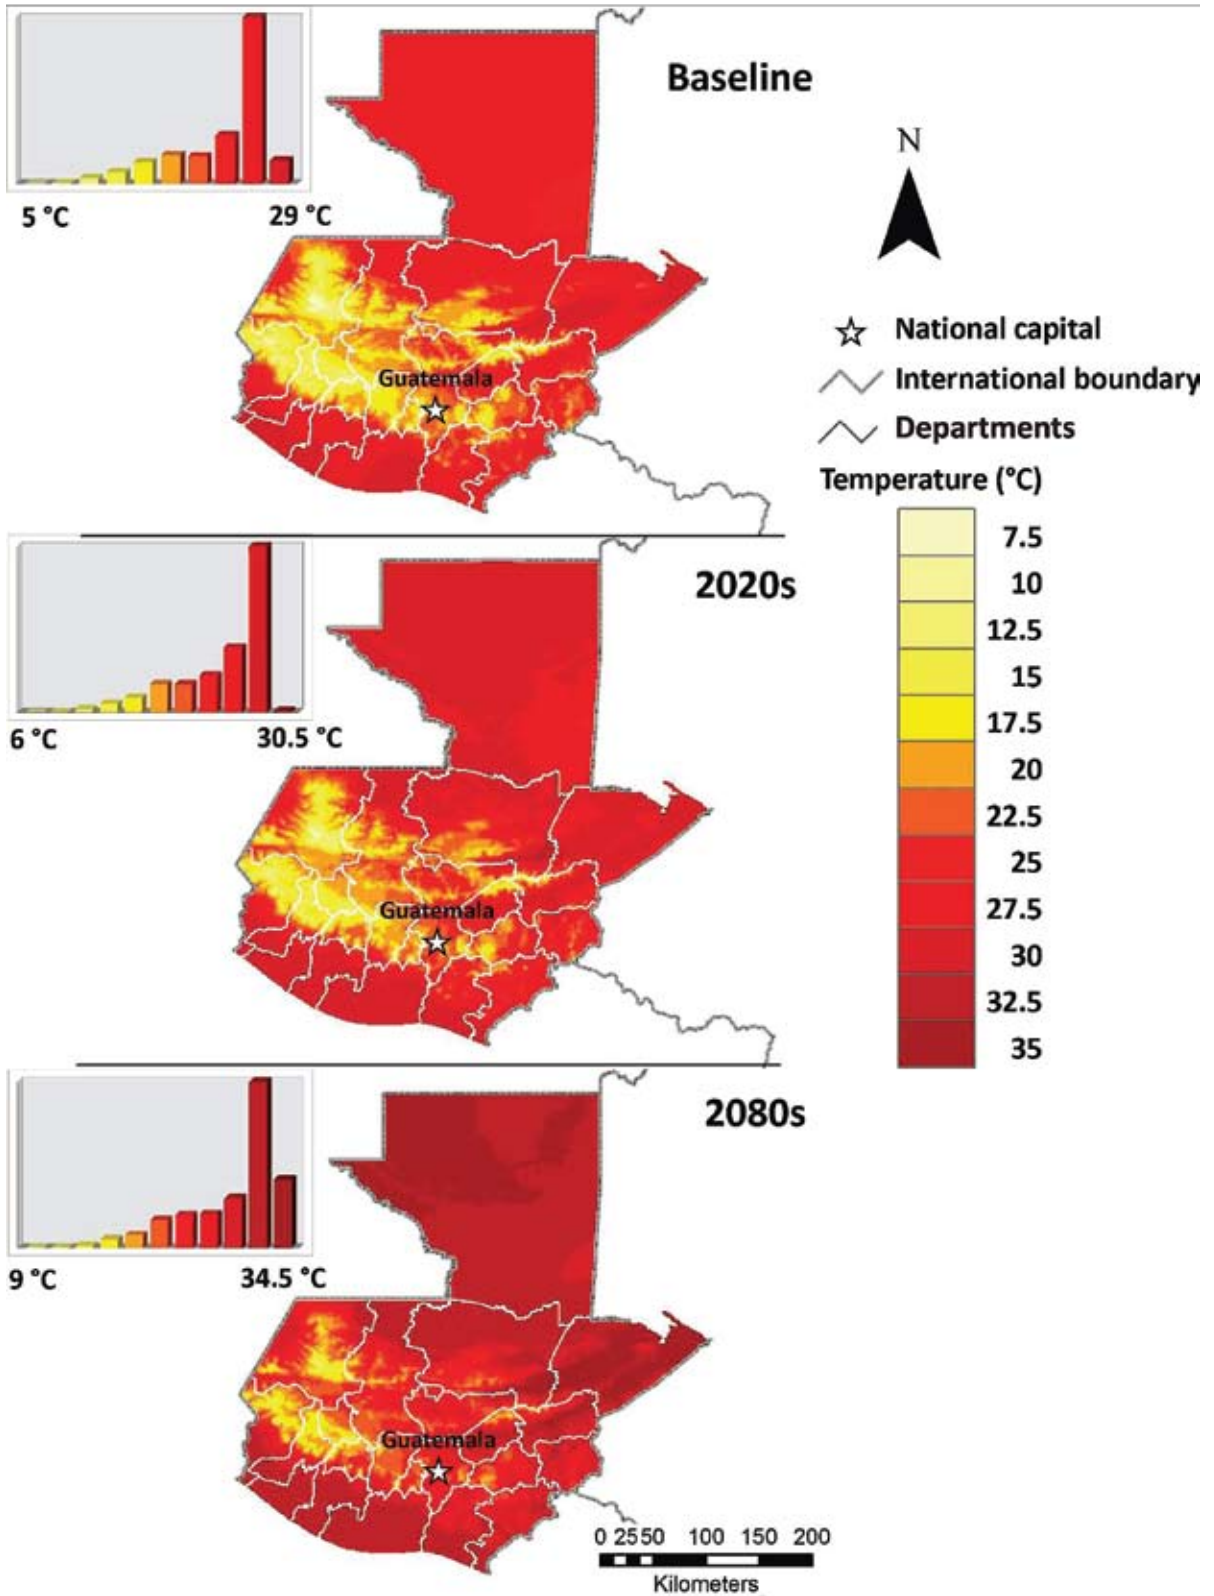 Baseline
5 °C
29 °C
N
National capital
International boundary
Departments
Guatemala
Temperature (°C)
7.5
10
12.5
15
17.5
20
22.5
25
27.5
30
32.5
35
2020s
6 °C
30.5 °C
Guatemala
2080s
9 °C
34.5 °C
Guatemala
0 25 50 100 150 200
Kilometers